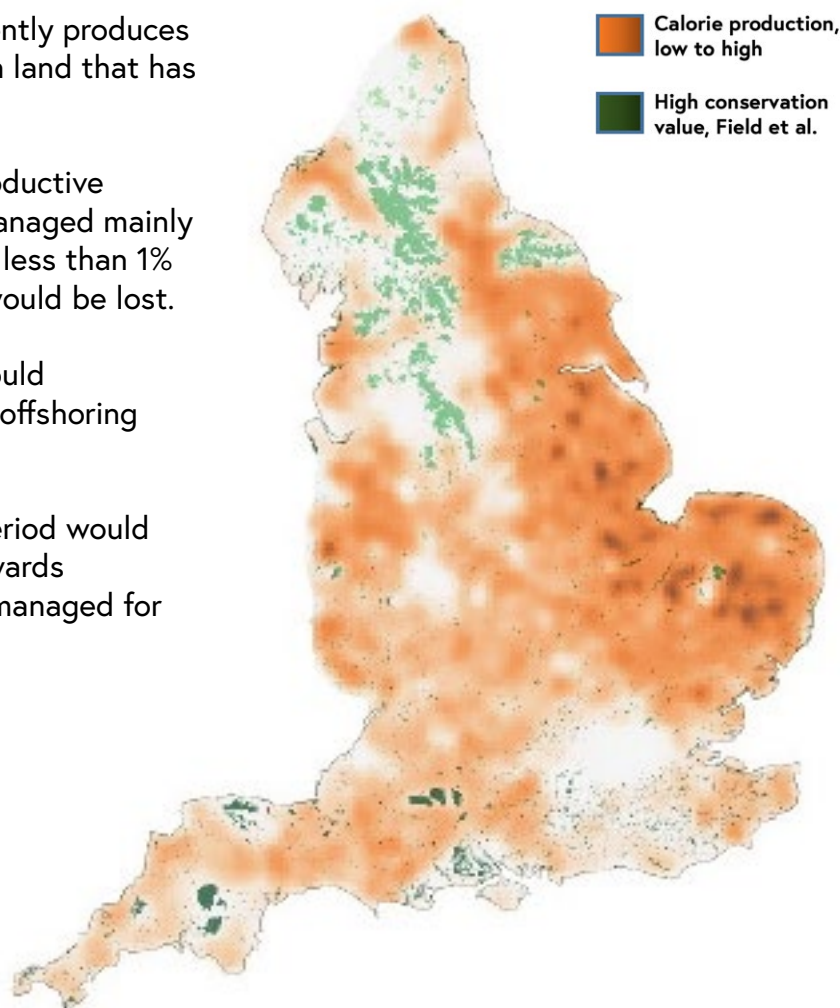 ntly produces
land that has
oductive
anaged mainly
less than 1%
vould be lost.
uld
offshoring
eriod would
vards
managed for
Calorie production,
low to high
High conservation
value, Field et al.